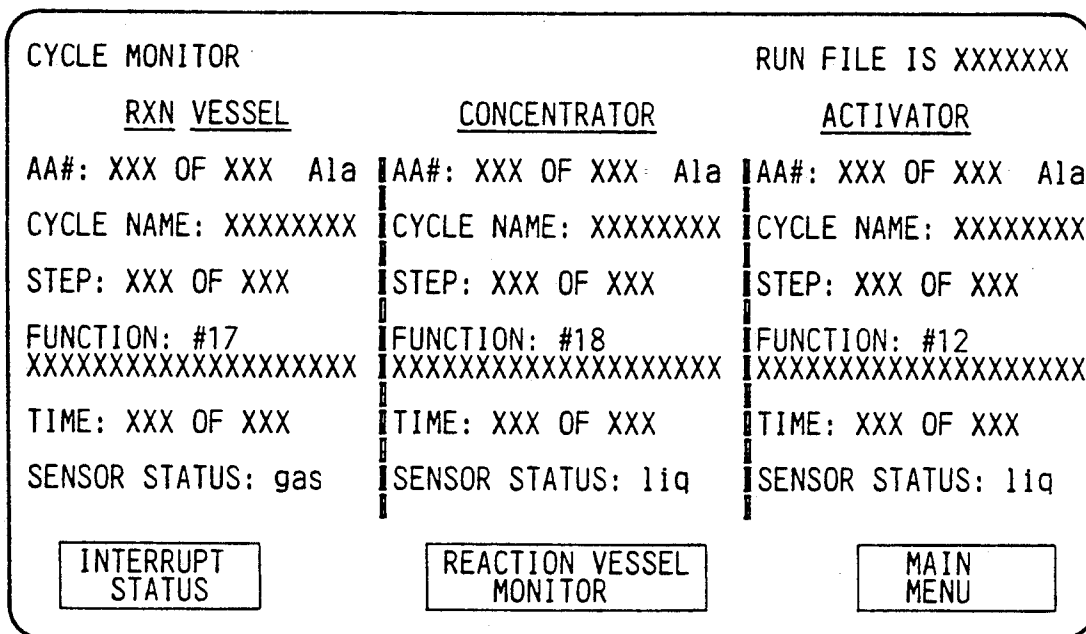 CYCLE MONITOR RUN FILE IS XXXXXXX
RXN VESSEL CONCENTRATOR ACTIVATOR
AA#: XXX OF XXX Ala AA#: XXX OF XXX Ala AA#: XXX OF XXX Ala
CYCLE NAME: XXXXXXXX CYCLE NAME: XXXXXXXX CYCLE NAME: XXXXXXXX
STEP: XXX OF XXX STEP: XXX OF XXX STEP: XXX OF XXX
FUNCTION: #17 FUNCTION: #18 FUNCTION: #12
XXXXXXXXXXXXXXXXXXXX XXXXXXXXXXXXXXXXXXXX XXXXXXXXXXXXXXXXXXXX
TIME: XXX OF XXX TIME: XXX OF XXX TIME: XXX OF XXX
SENSOR STATUS: gas SENSOR STATUS: liq SENSOR STATUS: liq
INTERRUPT REACTION VESSEL MAIN
STATUS MONITOR MENU